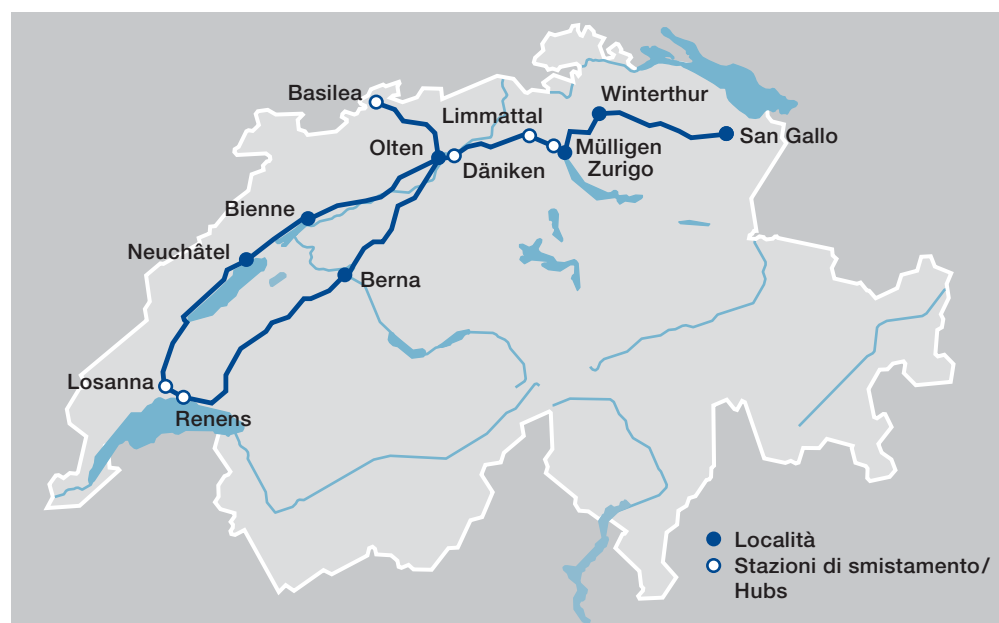 Basilea
Winterthur
Limmattal
San Gallo
Olten
Mülligen
Zurigo
Däniken
Bienne
Neuchâtel
Berna
Losanna
Renens
Località
Stazioni di smistamento/
Hubs